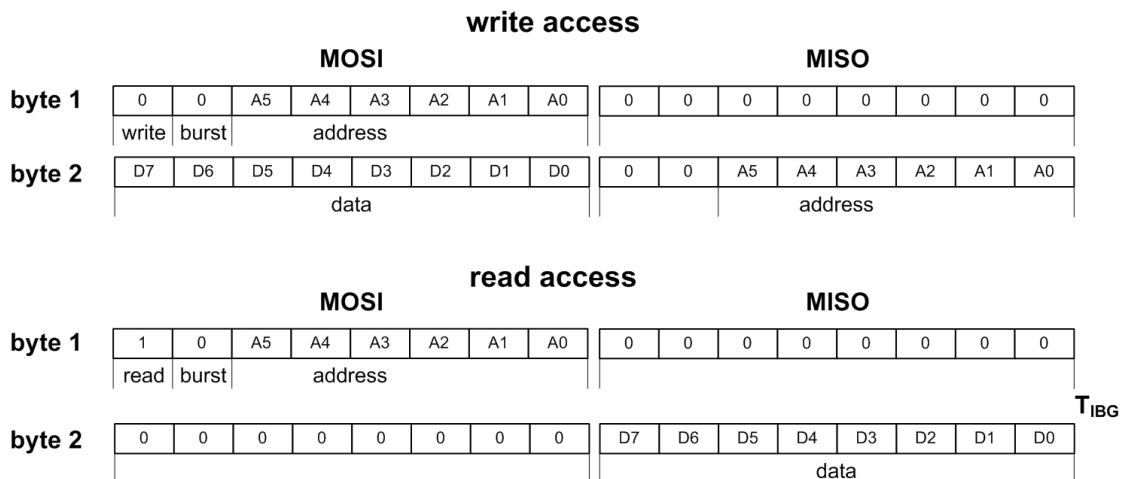 write access
MOSI MISO
byte 1 0 0 A5 A4 A3 A2 A1 A0 0 0 0 0 0 0 0 0
write burst address
byte 2 D7 D6 D5 D4 D3 D2 D1 D0 0 0 A5 A4 A3 A2 A1 A0
data address
read access
MOSI MISO
byte 1 1 0 A5 A4 A3 A2 A1 A0 0 0 0 0 0 0 0 0
read burst address
TIBG
byte 2 0 0 0 0 0 0 0 0 D7 D6 D5 D4 D3 D2 D1 D0
data